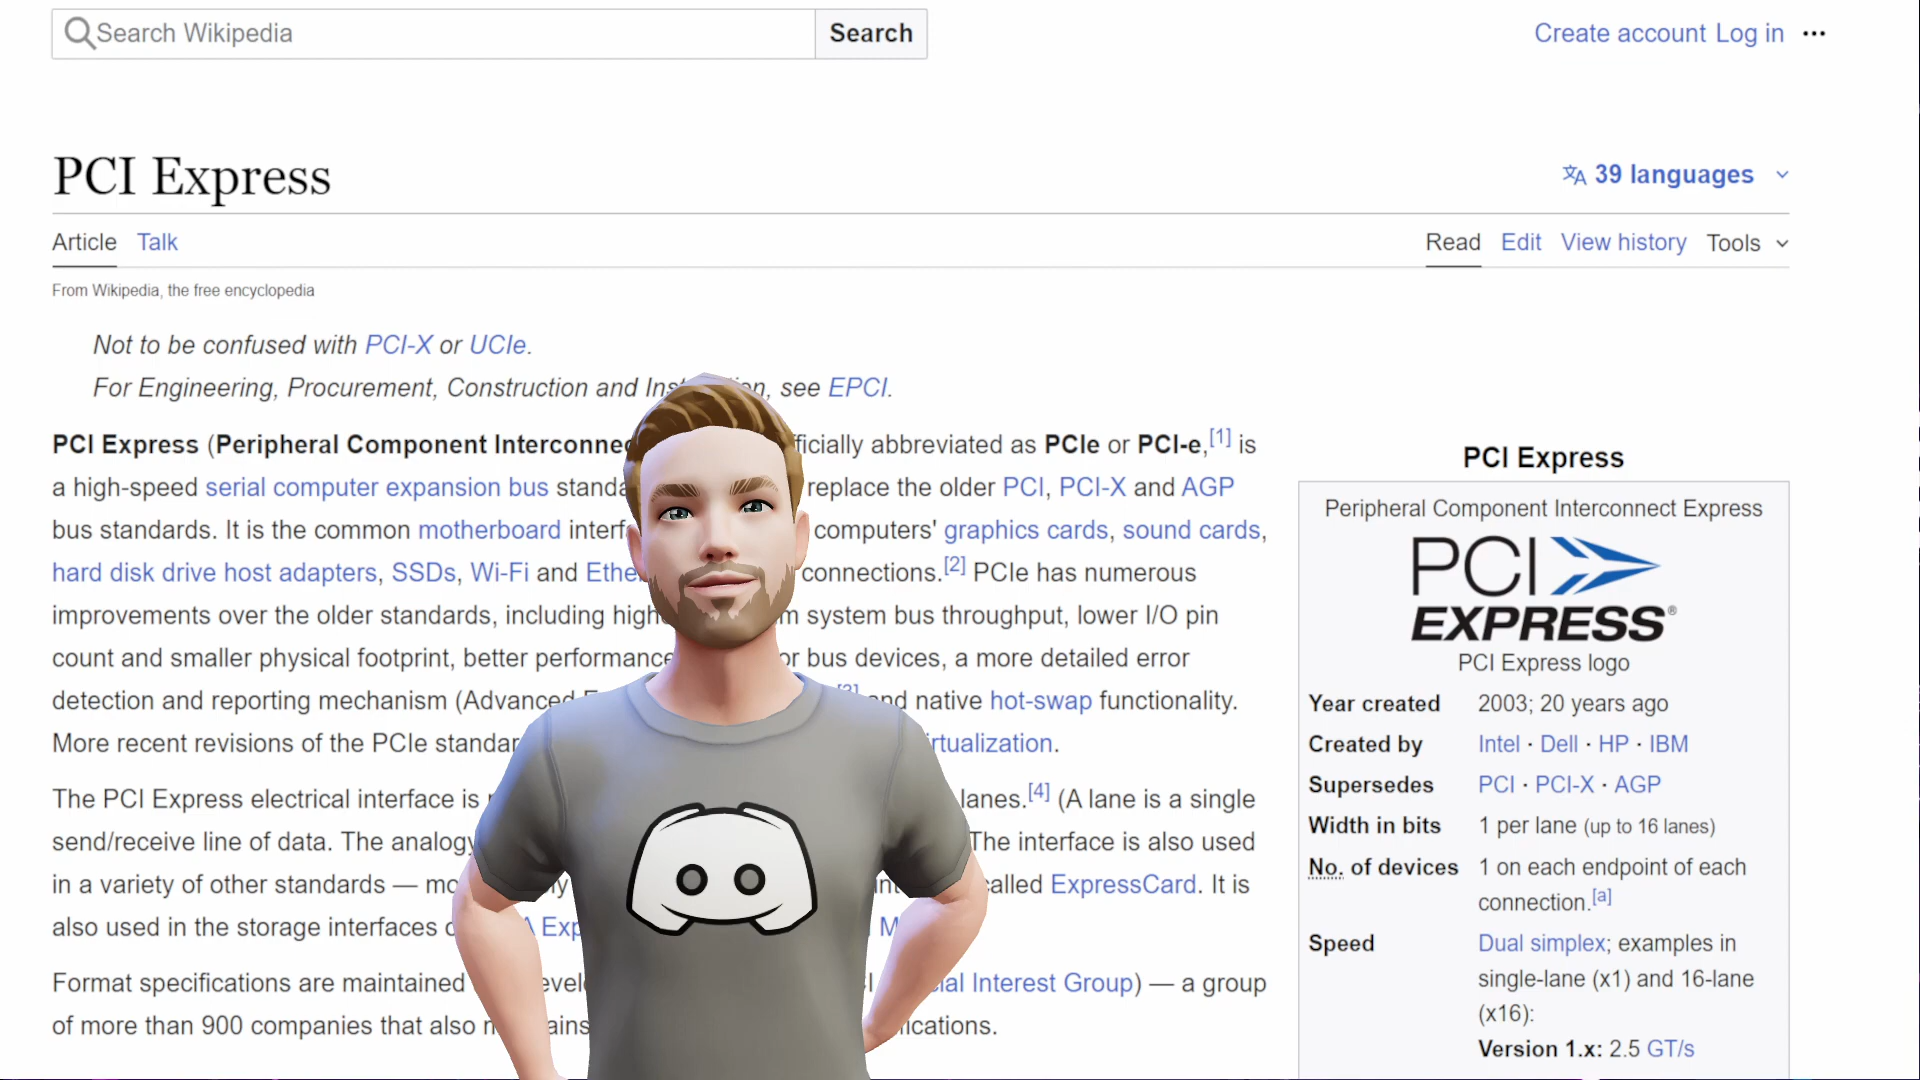 Search Wikipedia
Search
Create account Log in
PCI Express
39 languages
Article Talk
Read Edit View history Tools
From Wikipedia, the free encyclopedia
Not to be confused with PCI-X or UCIe.
For Engineering, Procurement, Construction and , see EPCI.
PCI Express (Peripheral Component abbreviated as PCIe or PCI-e,[1] is
a high-speed serial computer expansion bus replace the older PCI, PCI-X and AGP
bus standards. It is the common motherboard computers' graphics cards, sound cards,
hard disk drive host adapters, SSDs, Wi-Fi and connections.[2] PCIe has numerous
improvements over the older standards, including system bus throughput, lower I/O pin
count and smaller physical footprint, better performance bus devices, a more detailed error
detection and reporting mechanism (Advanced [3] and native hot-swap functionality.
More recent revisions of the PCIe
The PCI Express electrical interface is lanes.[4] (A lane is a single
send/receive line of data. The analogy The interface is also used
in a variety of other standards — called ExpressCard. It is
also used in the storage interfaces
Format specifications are maintained Interest Group) — a group
of more than 900 companies that also
PCI Express
Peripheral Component Interconnect Express
PCI
EXPRESS®
PCI Express logo
Year created 2003; 20 years ago
Created by Intel · Dell · HP · IBM
Supersedes PCI · PCI-X · AGP
Width in bits 1 per lane (up to 16 lanes)
No. of devices 1 on each endpoint of each
connection.[a]
Speed Dual simplex; examples in
single-lane (x1) and 16-lane
(x16):
Version 1.x: 2.5 GT/s